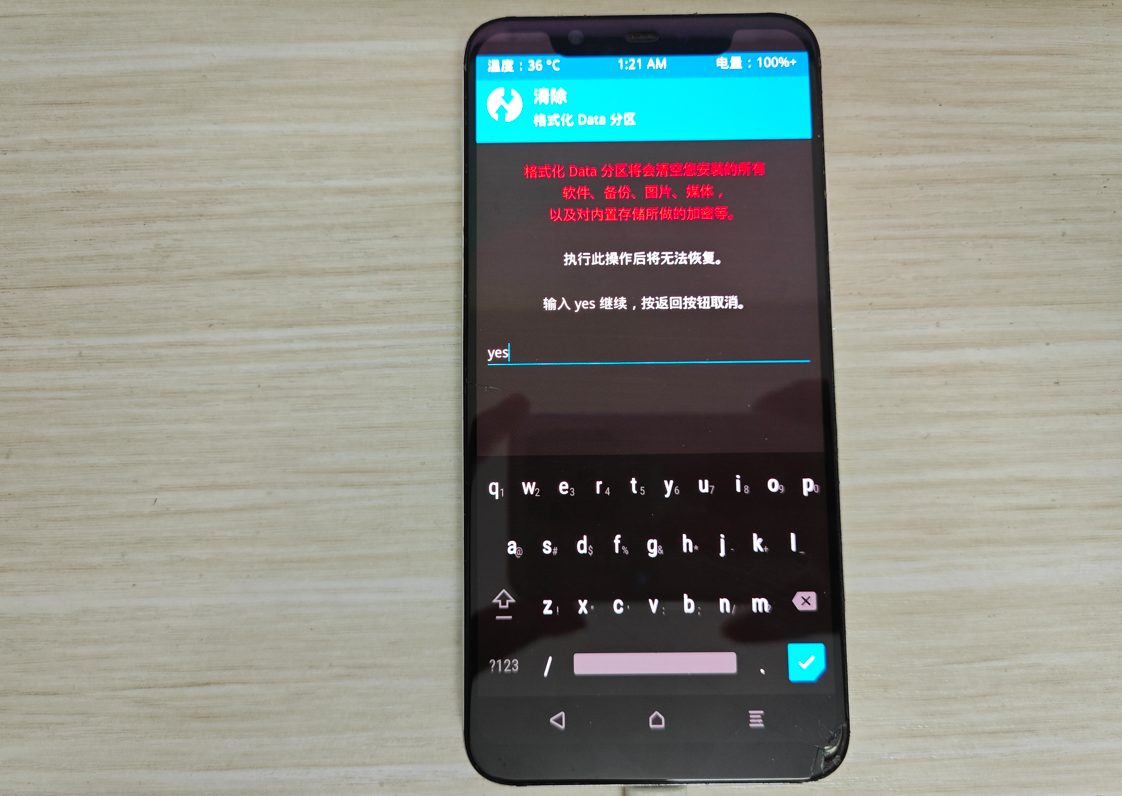 温度：36 °C 1:21 AM 电量：100%+
清除
格式化 Data 分区
格式化 Data 分区将会清空您安装的所有
软件、备份、图片、媒体，
以及对内置存储所做的加密等。
执行此操作后将无法恢复。
输入 yes 继续，按返回按钮取消。
yes
q1 w2 e3 r4 t5 y6 u7 i8 o9 p0
a@ s# d$ f% g& h* j- k+ l_
z! x" c' v: b; n/ m
?123 / .